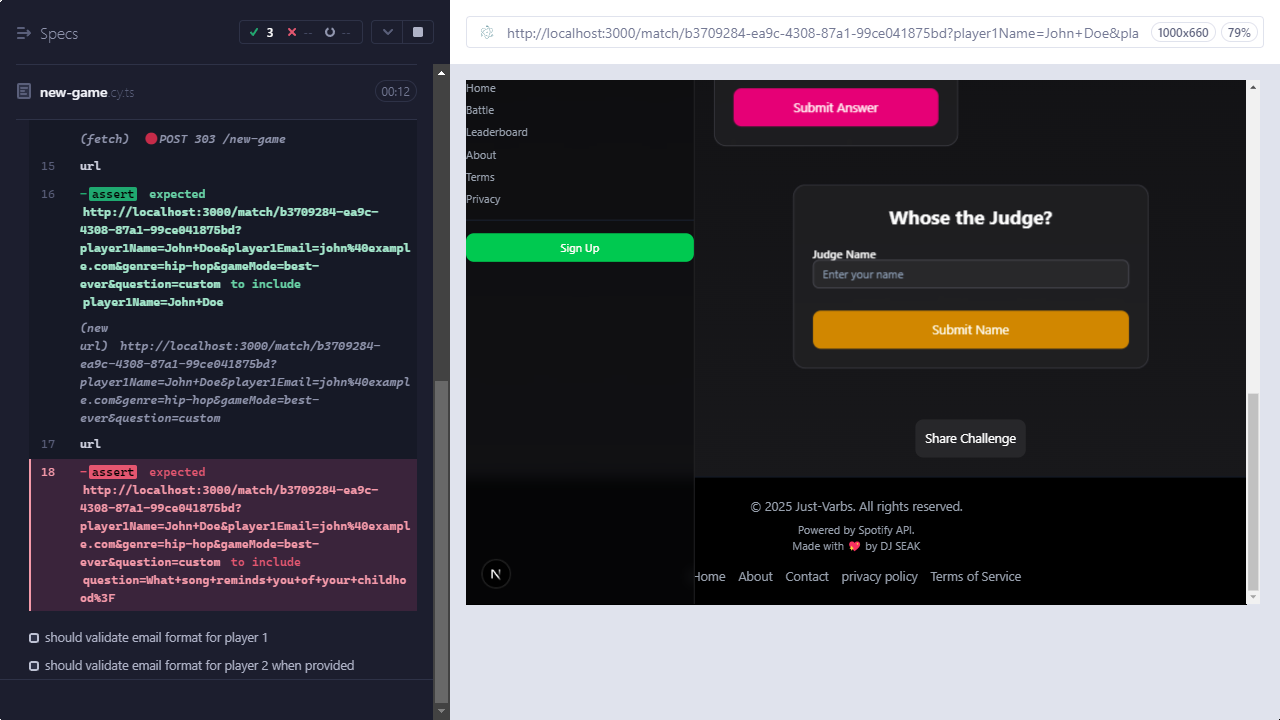 Specs
3
--
--
http://localhost:3000/match/b3709284-ea9c-4308-87a1-99ce041875bd?player1Name=John+Doe&pla
1000x660
79%
new-game.cy.ts
00:12
(fetch) POST 303 /new-game
15 url
16 -assert expected
http://localhost:3000/match/b3709284-ea9c-
4308-87a1-99ce041875bd?
player1Name=John+Doe&player1Email=john%40exampl
e.com&genre=hip-hop&gameMode=best-
ever&question=custom to include
player1Name=John+Doe
(new
url) http://localhost:3000/match/b3709284-
ea9c-4308-87a1-99ce041875bd?
player1Name=John+Doe&player1Email=john%40exampl
e.com&genre=hip-hop&gameMode=best-
ever&question=custom
17 url
18 -assert expected
http://localhost:3000/match/b3709284-ea9c-
4308-87a1-99ce041875bd?
player1Name=John+Doe&player1Email=john%40exampl
e.com&genre=hip-hop&gameMode=best-
ever&question=custom to include
question=What+song+reminds+you+of+your+childho
od%3F
should validate email format for player 1
should validate email format for player 2 when provided
Home
Battle
Leaderboard
About
Terms
Privacy
Sign Up
N
Submit Answer
Whose the Judge?
Judge Name
Enter your name
Submit Name
Share Challenge
© 2025 Just-Varbs. All rights reserved.
Powered by Spotify API.
Made with 💖 by DJ SEAK
Home About Contact privacy policy Terms of Service